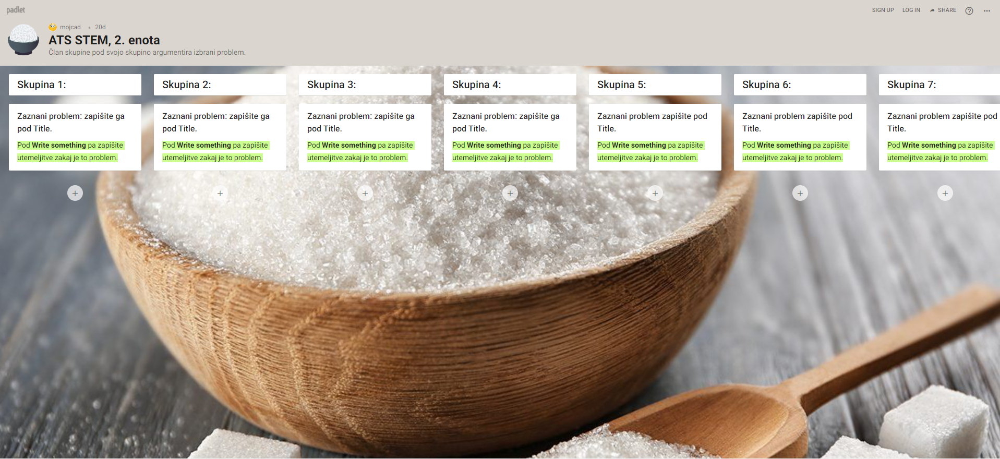 padlet
SIGN UP LOG IN SHARE
mojcad • 20d
ATS STEM, 2. enota
Član skupine pod svojo skupino argumentira izbrani problem.
Skupina 1:
Zaznani problem: zapišite ga
pod Title.
Pod Write something pa zapišite
utemeljitve zakaj je to problem.
Skupina 2:
Zaznani problem: zapišite ga
pod Title.
Pod Write something pa zapišite
utemeljitve zakaj je to problem.
Skupina 3:
Zaznani problem: zapišite ga
pod Title.
Pod Write something pa zapišite
utemeljitve zakaj je to problem.
Skupina 4:
Zaznani problem: zapišite ga
pod Title.
Pod Write something pa zapišite
utemeljitve zakaj je to problem.
Skupina 5:
Zaznani problem zapišite pod
Title.
Pod Write something pa zapišite
utemeljitve zakaj je to problem.
Skupina 6:
Zaznani problem zapišite pod
Title.
Pod Write something pa zapišite
utemeljitve zakaj je to problem.
Skupina 7:
Zaznani problem zapišite pod
Title.
Pod Write something pa zapišite
utemeljitve zakaj je to problem.